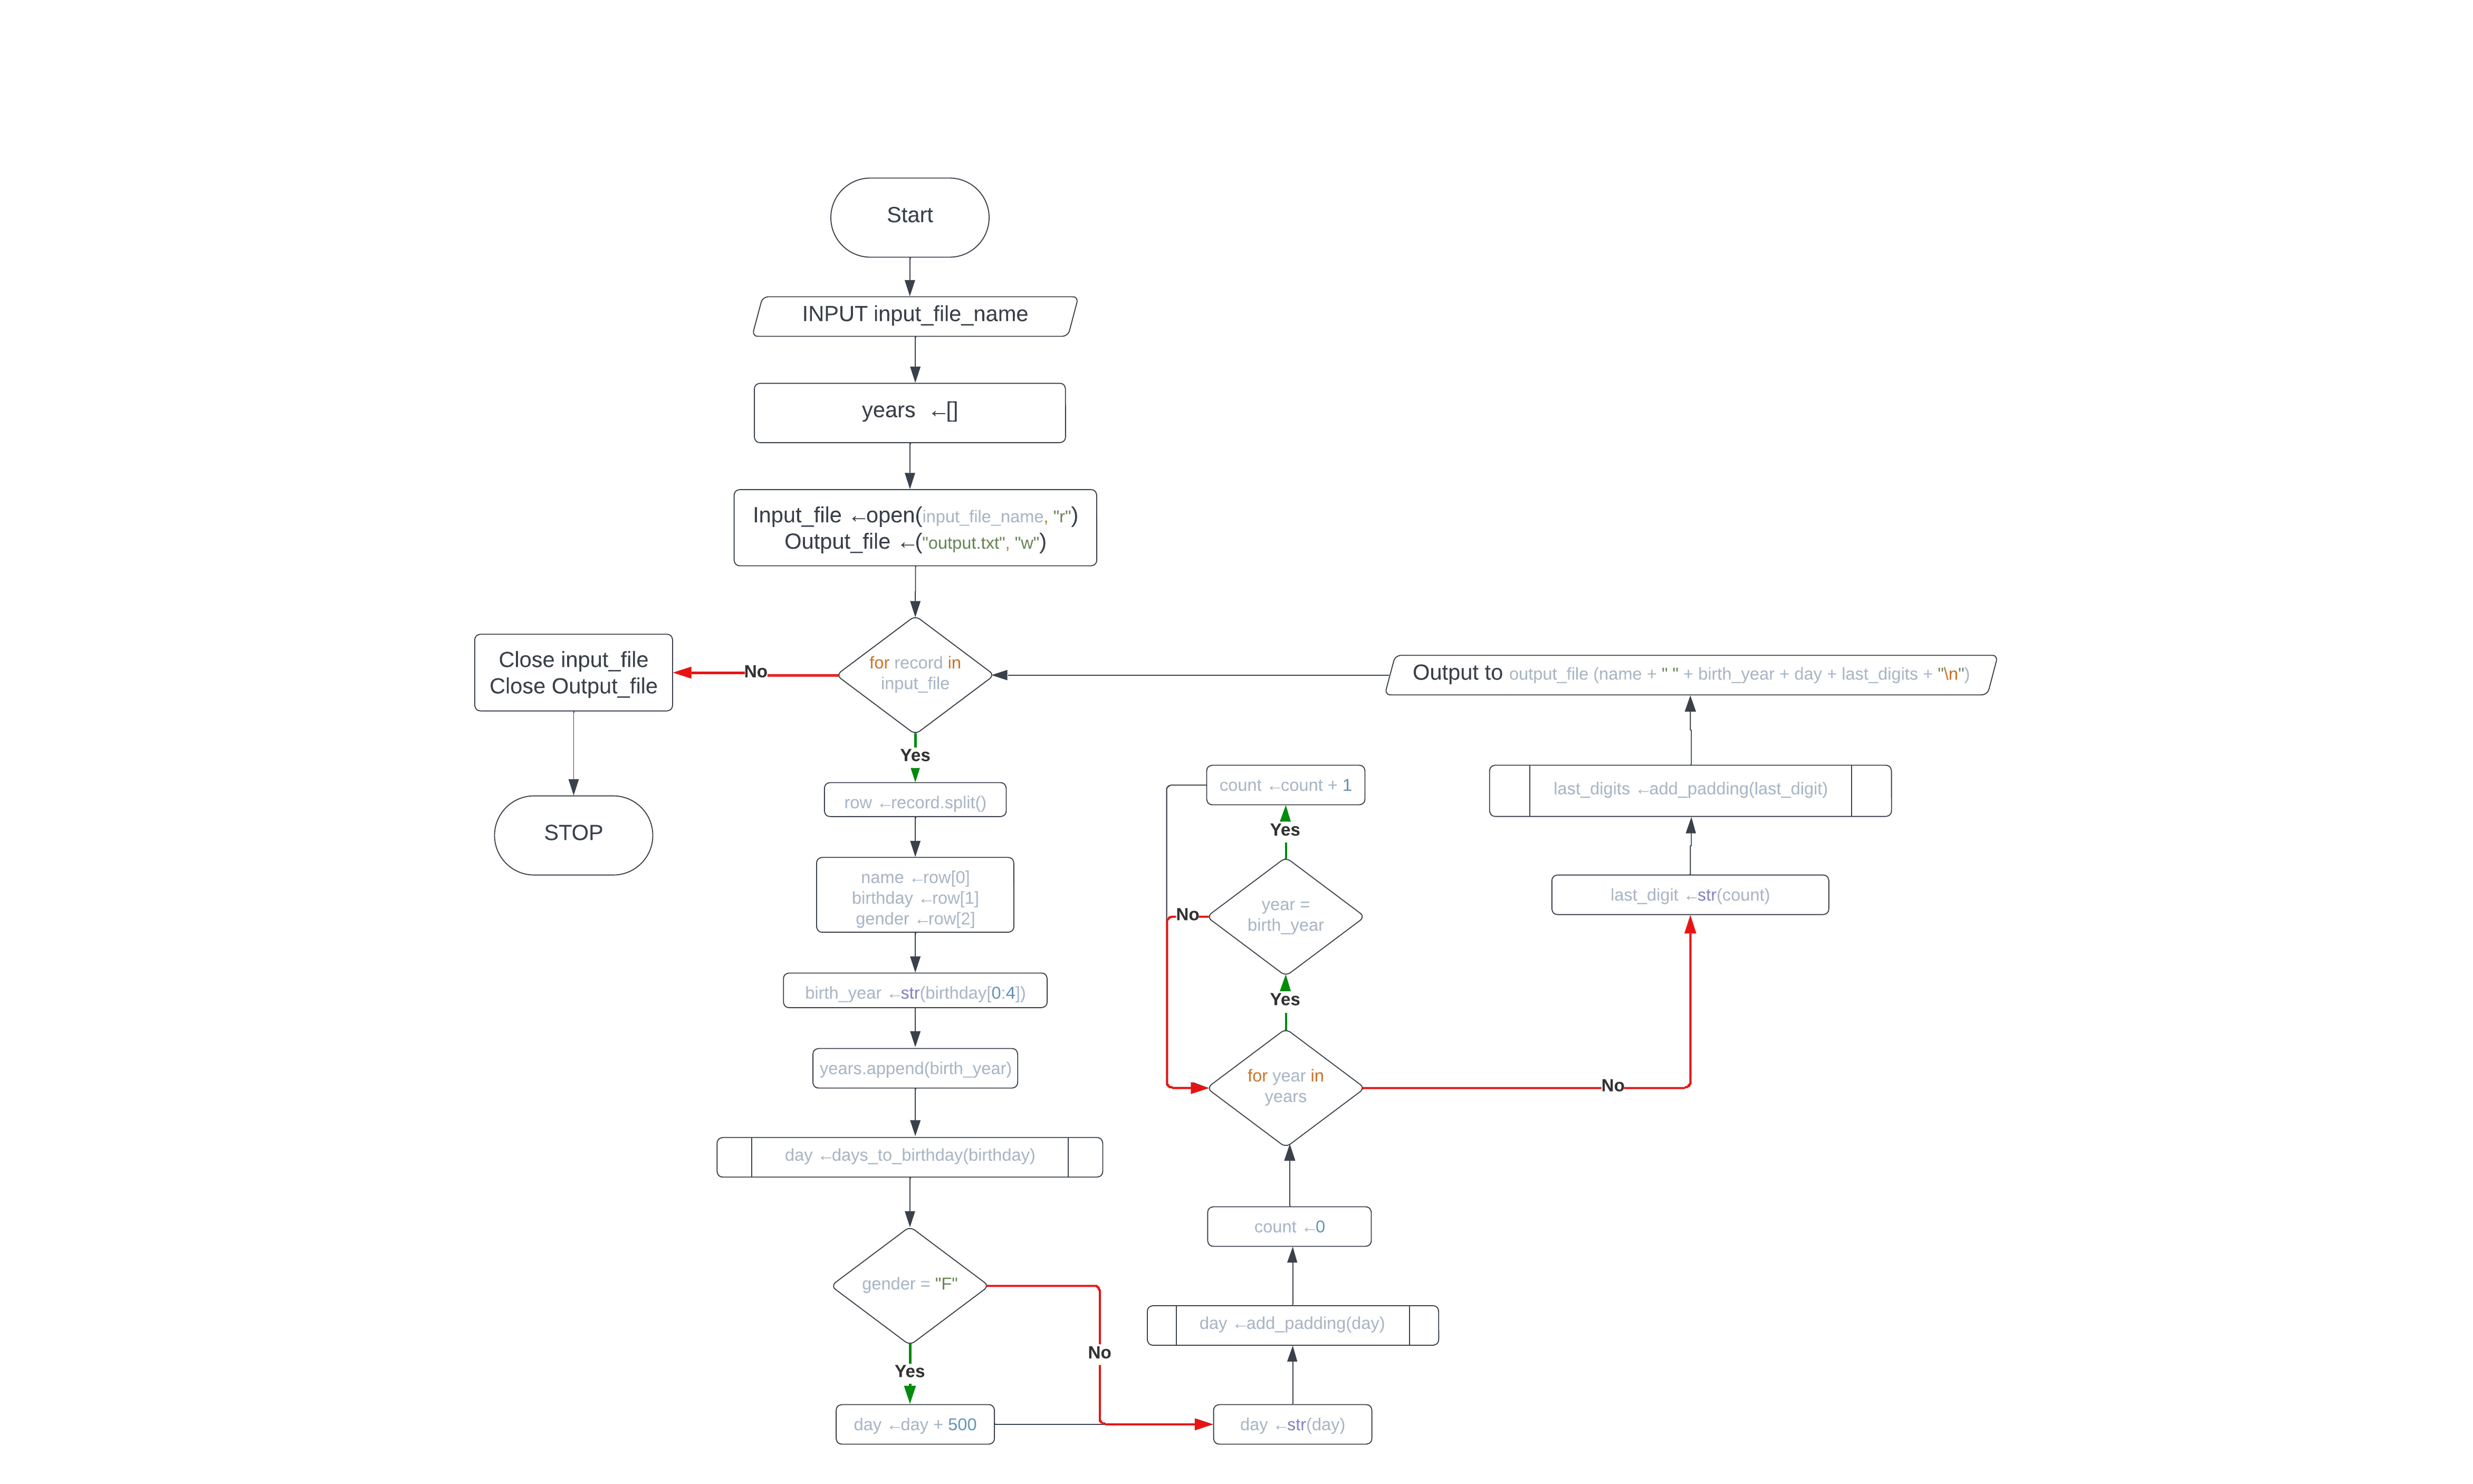 Start
INPUT input_file_name
years ←[]
Input_file ←open(input_file_name, "r")
Output_file ←("output.txt", "w")
for record in
input_file
No
Close input_file
Close Output_file
STOP
Yes
row ←record.split()
name ←row[0]
birthday ←row[1]
gender ←row[2]
birth_year ←str(birthday[0:4])
years.append(birth_year)
day ←days_to_birthday(birthday)
gender = "F"
Yes
day ←day + 500
No
day ←str(day)
day ←add_padding(day)
count ←0
for year in
years
Yes
year =
birth_year
No
Yes
count ←count + 1
No
last_digit ←str(count)
last_digits ←add_padding(last_digit)
Output to output_file (name + " " + birth_year + day + last_digits + "\n")